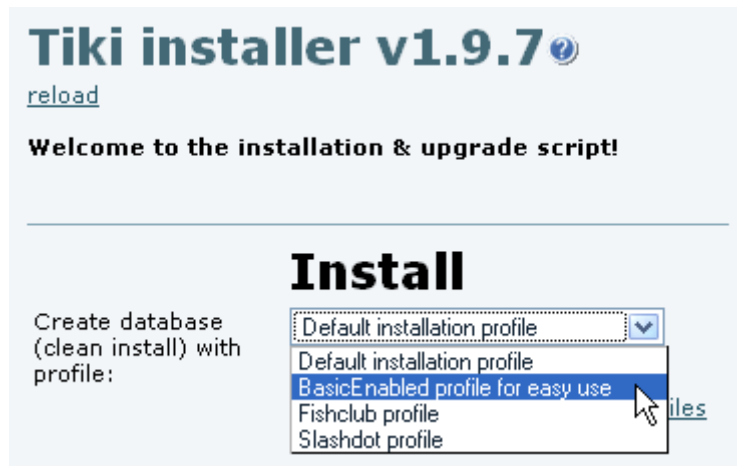 Tiki installer v1.9.7
reload
Welcome to the installation & upgrade script!
Install
Create database
(clean install) with
profile:
Default installation profile
Default installation profile
BasicEnabled profile for easy use
Fishclub profile
Slashdot profile